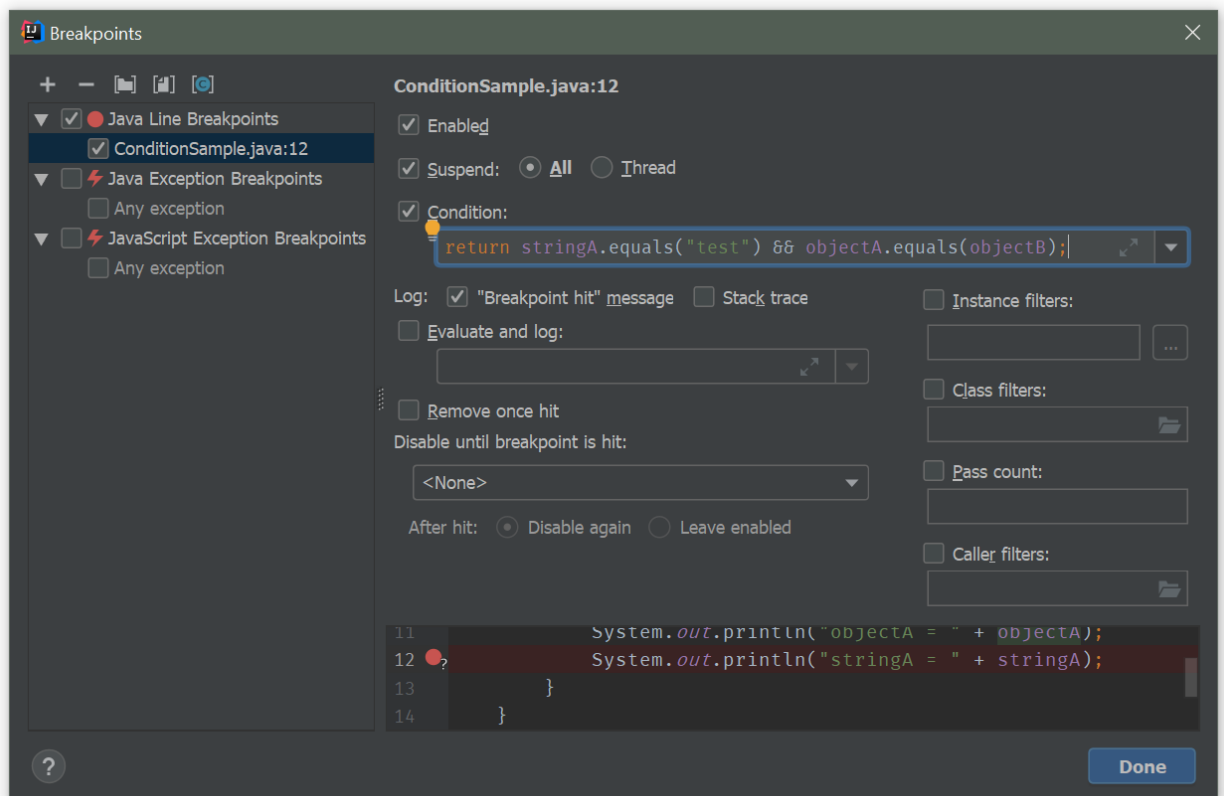 Breakpoints
ConditionSample.java:12
Java Line Breakpoints
ConditionSample.java:12
Java Exception Breakpoints
Any exception
JavaScript Exception Breakpoints
Any exception
Enabled
Suspend: All Thread
Condition:
return stringA.equals("test") && objectA.equals(objectB);
Log: "Breakpoint hit" message Stack trace
Evaluate and log:
Remove once hit
Disable until breakpoint is hit:
<None>
After hit: Disable again Leave enabled
Instance filters:
...
Class filters:
Pass count:
Caller filters:
11 System.out.println("objectA = " + objectA);
12 ? System.out.println("stringA = " + stringA);
13 }
14 }
? Done